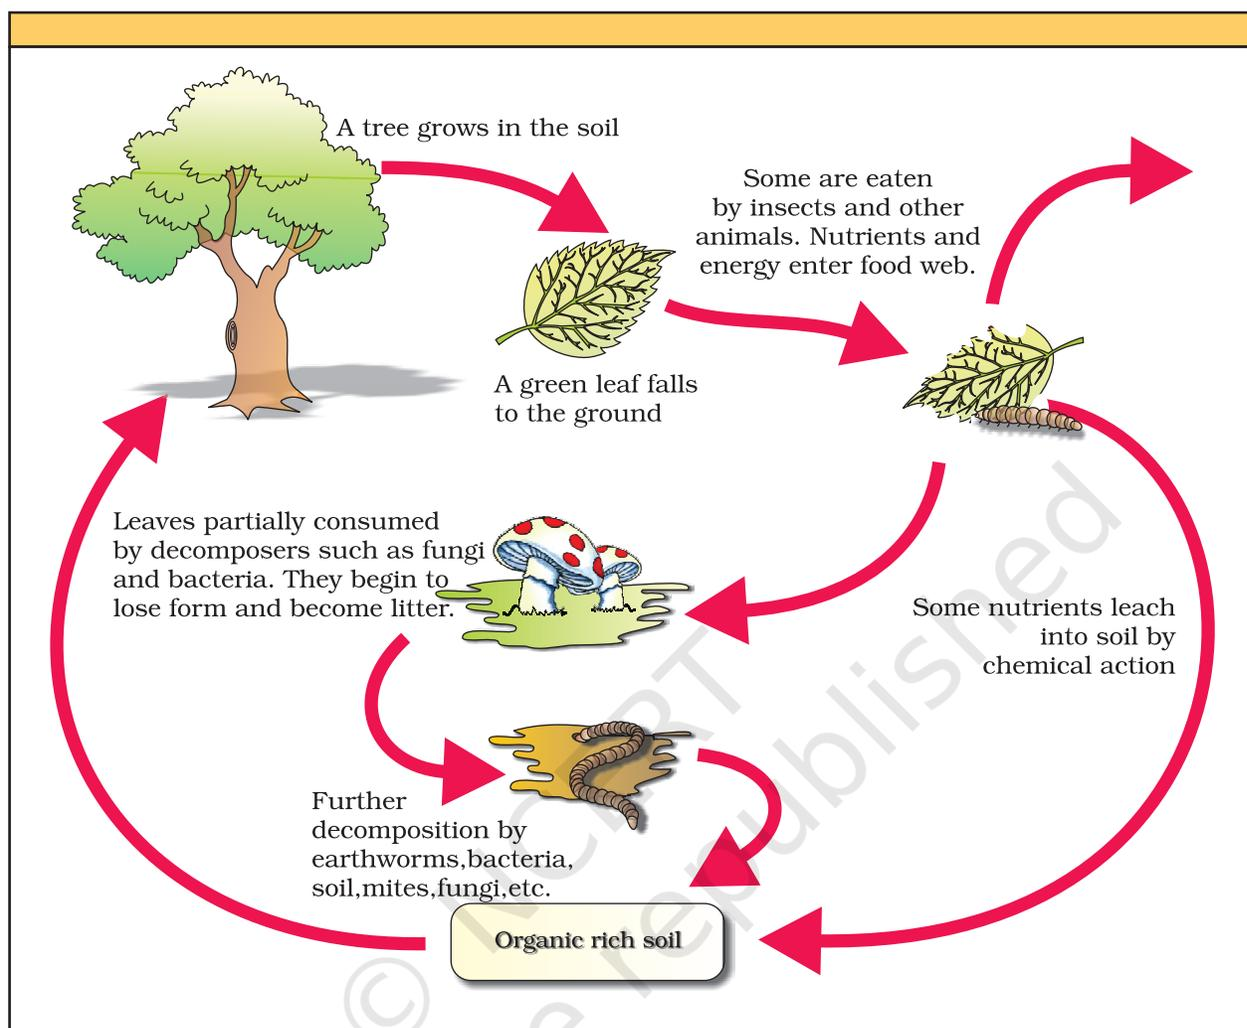 A tree grows in the soil
Some are eaten
by insects and other
animals. Nutrients and
energy enter food web.
A green leaf falls
to the ground
Leaves partially consumed
by decomposers such as fungi
and bacteria. They begin to
lose form and become litter.
Some nutrients leach
into soil by
chemical action
Further
decomposition by
earthworms,bacteria,
soil,mites,fungi,etc.
Organic rich soil
© NCERT
e republished